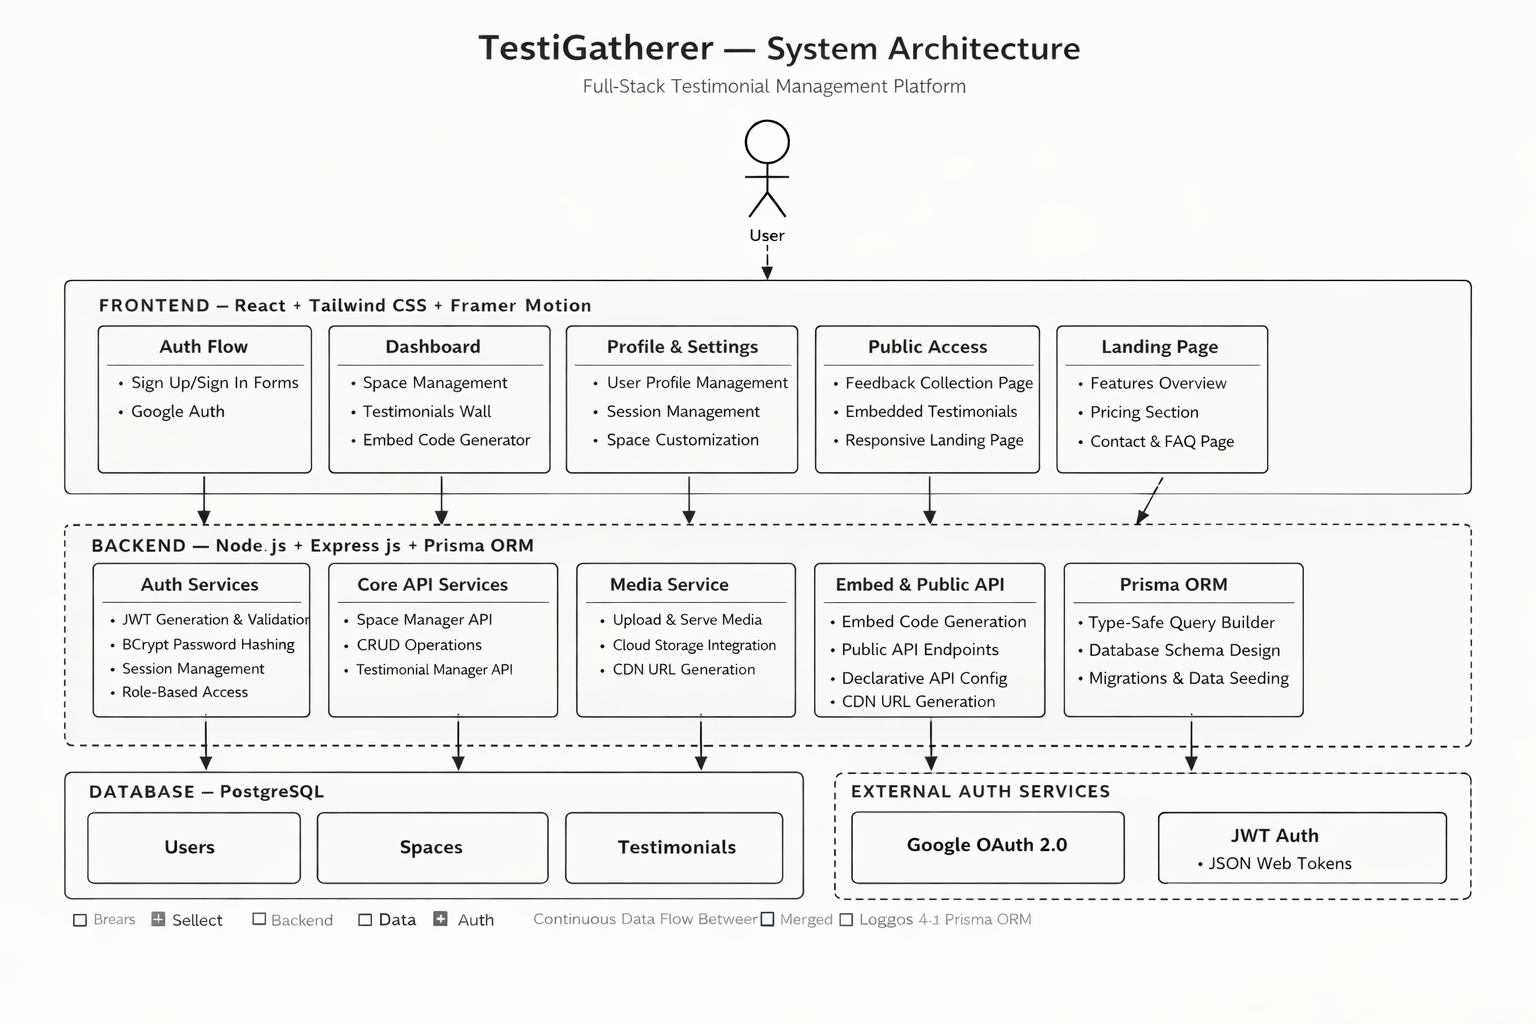 TestiGatherer — System Architecture
Full-Stack Testimonial Management Platform
User
FRONTEND — React + Tailwind CSS + Framer Motion
Auth Flow
• Sign Up/Sign In Forms
• Google Auth
Dashboard
• Space Management
• Testimonials Wall
• Embed Code Generator
Profile & Settings
• User Profile Management
• Session Management
• Space Customization
Public Access
• Feedback Collection Page
• Embedded Testimonials
• Responsive Landing Page
Landing Page
• Features Overview
• Pricing Section
• Contact & FAQ Page
BACKEND — Node.js + Express js + Prisma ORM
Auth Services
• JWT Generation & Validation
• BCrypt Password Hashing
• Session Management
• Role-Based Access
Core API Services
• Space Manager API
• CRUD Operations
• Testimonial Manager API
Media Service
• Upload & Serve Media
• Cloud Storage Integration
• CDN URL Generation
Embed & Public API
• Embed Code Generation
• Public API Endpoints
• Declarative API Config
• CDN URL Generation
Prisma ORM
• Type-Safe Query Builder
• Database Schema Design
• Migrations & Data Seeding
DATABASE — PostgreSQL
Users
Spaces
Testimonials
EXTERNAL AUTH SERVICES
Google OAuth 2.0
JWT Auth
• JSON Web Tokens
Brears Sellect Backend Data Auth Continuous Data Flow Betweer Merged Loggos 4.1 Prisma ORM